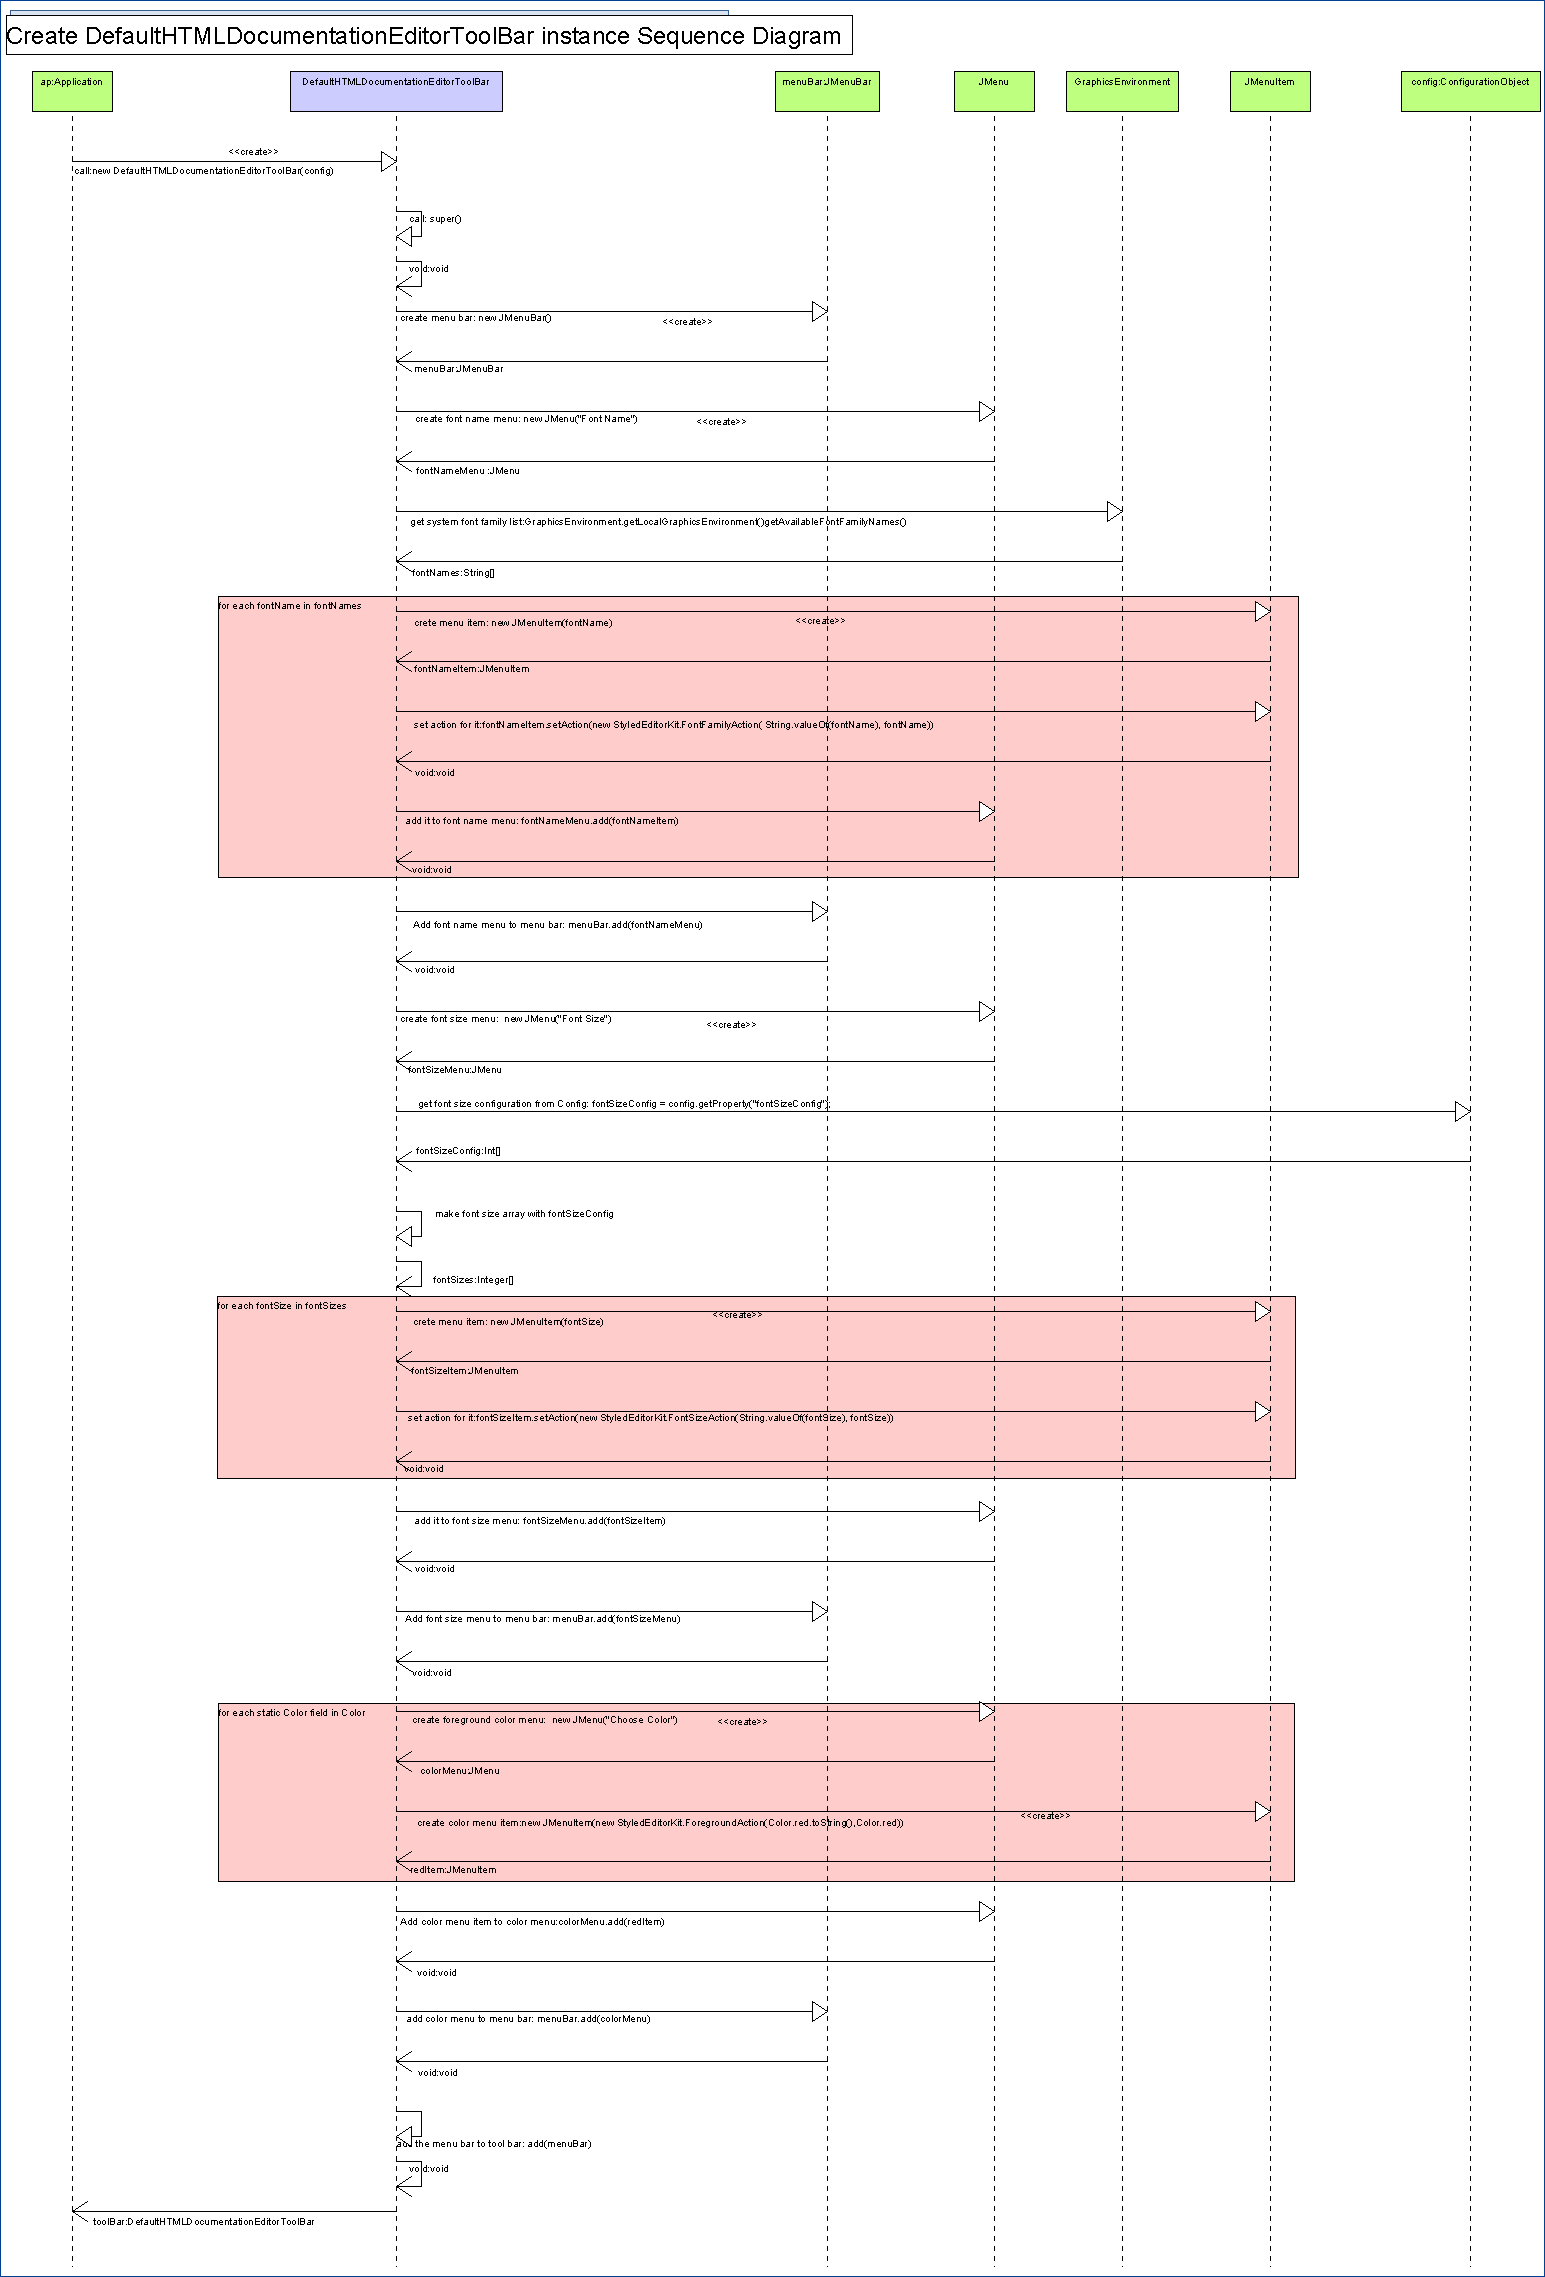 Create DefaultHTMLDocumentationEditorToolBar instance Sequence Diagram
ap:Application
DefaultHTMLDocumentationEditorToolBar
menuBar:JMenuBar
JMenu
GraphicsEnvironment
JMenuItem
config:ConfigurationObject
<<create>>
call:new DefaultHTMLDocumentationEditorToolBar(config)
call: super()
void:void
create menu bar: new JMenuBar()
<<create>>
menuBar:JMenuBar
create font name menu: new JMenu("Font Name")
<<create>>
fontNameMenu :JMenu
get system font family list:GraphicsEnvironment.getLocalGraphicsEnvironment()getAvailableFontFamilyNames()
fontNames:String[]
for each fontName in fontNames
crete menu item: new JMenuItem(fontName)
<<create>>
fontNameItem:JMenuItem
set action for it:fontNameItem.setAction(new StyledEditorKit.FontFamilyAction( String.valueOf(fontName), fontName))
void:void
add it to font name menu: fontNameMenu.add(fontNameItem)
void:void
Add font name menu to menu bar: menuBar.add(fontNameMenu)
void:void
create font size menu:  new JMenu("Font Size")
<<create>>
fontSizeMenu:JMenu
get font size configuration from Config: fontSizeConfig = config.getProperty("fontSizeConfig");
fontSizeConfig:Int[]
make font size array with fontSizeConfig
fontSizes:Integer[]
for each fontSize in fontSizes
<<create>>
crete menu item: new JMenuItem(fontSize)
fontSizeItem:JMenuItem
set action for it:fontSizeItem.setAction(new StyledEditorKit.FontSizeAction(String.valueOf(fontSize), fontSize))
void:void
add it to font size menu: fontSizeMenu.add(fontSizeItem)
void:void
Add font size menu to menu bar: menuBar.add(fontSizeMenu)
void:void
for each static Color field in Color
create foreground color menu:  new JMenu("Choose Color")
<<create>>
colorMenu:JMenu
<<create>>
create color menu item:new JMenuItem(new StyledEditorKit.ForegroundAction(Color.red.toString(),Color.red))
redItem:JMenuItem
Add color menu item to color menu:colorMenu.add(redItem)
void:void
add color menu to menu bar: menuBar.add(colorMenu)
void:void
add the menu bar to tool bar: add(menuBar)
void:void
toolBar:DefaultHTMLDocumentationEditorToolBar